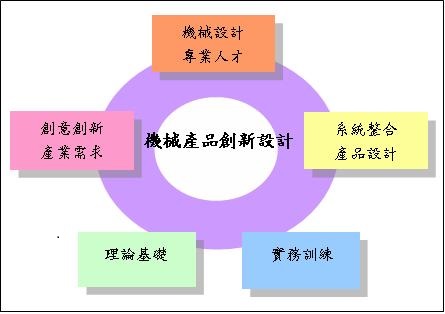 機械設計
專業人才
創意創新
產業需求
機械產品創新設計
系統整合
產品設計
理論基礎
實務訓練